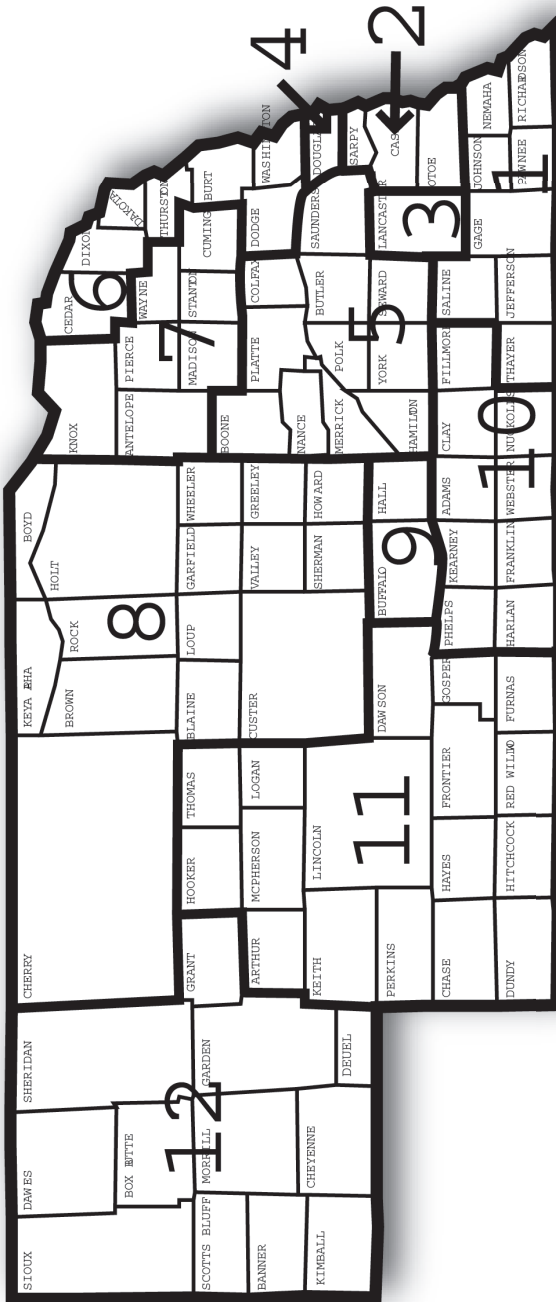 SIOUX
DAWES
SHERIDAN
CHERRY
KEYA PAHA
BOYD
BROWN
ROCK
HOLT
KNOX
CEDAR
DIXON
DAKOTA
BOX BUTTE
ANTELOPE
PIERCE
WAYNE
THURSTON
6
8
7
12
SCOTTS BLUFF
MORRILL
GARDEN
GRANT
HOOKER
THOMAS
BLAINE
LOUP
GARFIELD
WHEELER
BOONE
MADISON
STANTON
CUMING
BURT
BANNER
ARTHUR
MCPHERSON
LOGAN
CUSTER
VALLEY
GREELEY
PLATTE
COLFAX
DODGE
WASHINGTON
4
KIMBALL
CHEYENNE
DEUEL
KEITH
LINCOLN
SHERMAN
HOWARD
NANCE
MERRICK
POLK
BUTLER
SAUNDERS
DOUGLAS
SARPY
2
11
PERKINS
DAWSON
BUFFALO
9
HALL
HAMILTON
YORK
5
SEWARD
LANCASTER
3
CASS
OTOE
CHASE
HAYES
FRONTIER
GOSPER
PHELPS
KEARNEY
ADAMS
CLAY
FILLMORE
SALINE
GAGE
JOHNSON
NEMAHA
10
1
DUNDY
HITCHCOCK
RED WILLOW
FURNAS
HARLAN
FRANKLIN
WEBSTER
NUCKOLLS
THAYER
JEFFERSON
PAWNEE
RICHARDSON